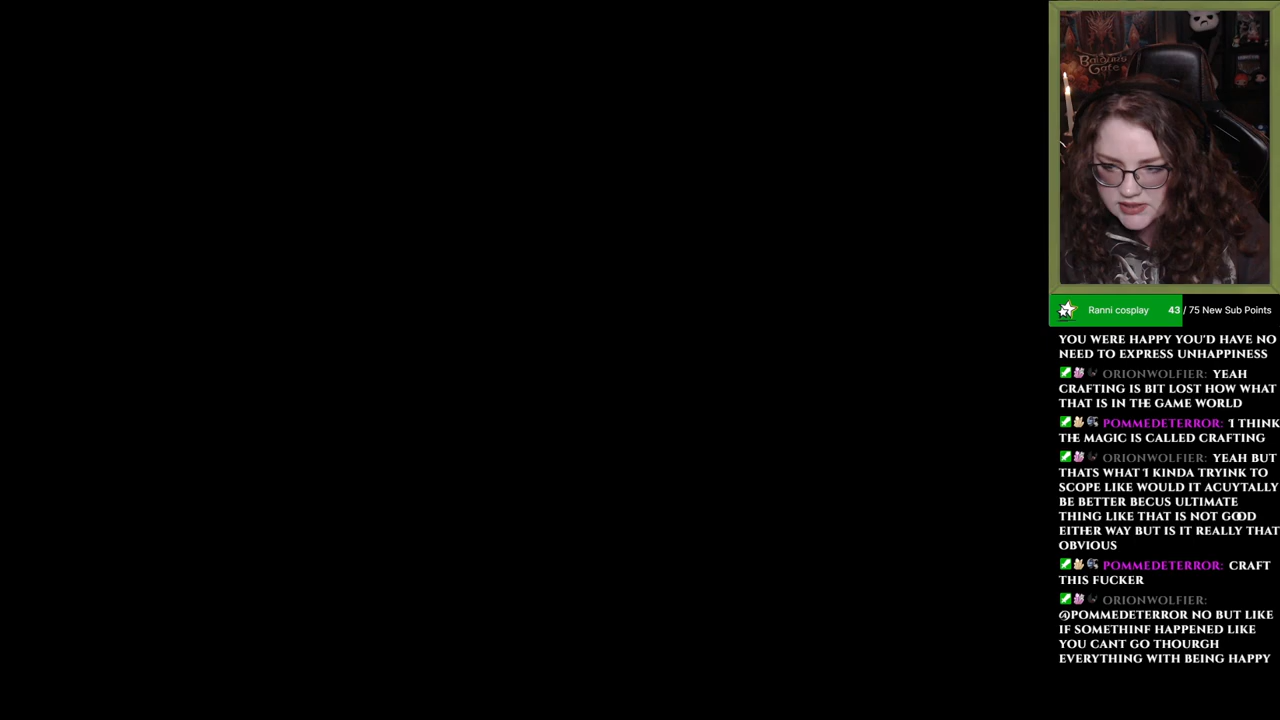 Baldur's
Gate
Ranni cosplay 43 / 75 New Sub Points
YOU WERE HAPPY YOU'D HAVE NO
NEED TO EXPRESS UNHAPPINESS
ORIONWOLFIER: YEAH
CRAFTING IS BIT LOST HOW WHAT
THAT IS IN THE GAME WORLD
POMMEDETERROR: I THINK
THE MAGIC IS CALLED CRAFTING
ORIONWOLFIER: YEAH BUT
THATS WHAT I KINDA TRYINK TO
SCOPE LIKE WOULD IT ACUYTALLY
BE BETTER BECUS ULTIMATE
THING LIKE THAT IS NOT GOOD
EITHER WAY BUT IS IT REALLY THAT
OBVIOUS
POMMEDETERROR: CRAFT
THIS FUCKER
ORIONWOLFIER:
@POMMEDETERROR NO BUT LIKE
IF SOMETHINF HAPPENED LIKE
YOU CANT GO THOURGH
EVERYTHING WITH BEING HAPPY